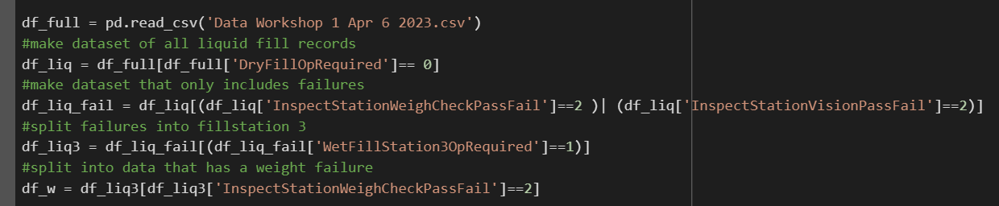 df_full = pd.read_csv('Data Workshop 1 Apr 6 2023.csv')
#make dataset of all liquid fill records
df_liq = df_full[df_full['DryFillOpRequired']== 0]
#make dataset that only includes failures
df_liq_fail = df_liq[(df_liq['InspectStationWeighCheckPassFail']==2 )| (df_liq['InspectStationVisionPassFail']==2)]
#split failures into fillstation 3
df_liq3 = df_liq_fail[(df_liq_fail['WetFillStation3OpRequired']==1)]
#split into data that has a weight failure
df_w = df_liq3[df_liq3['InspectStationWeighCheckPassFail']==2]